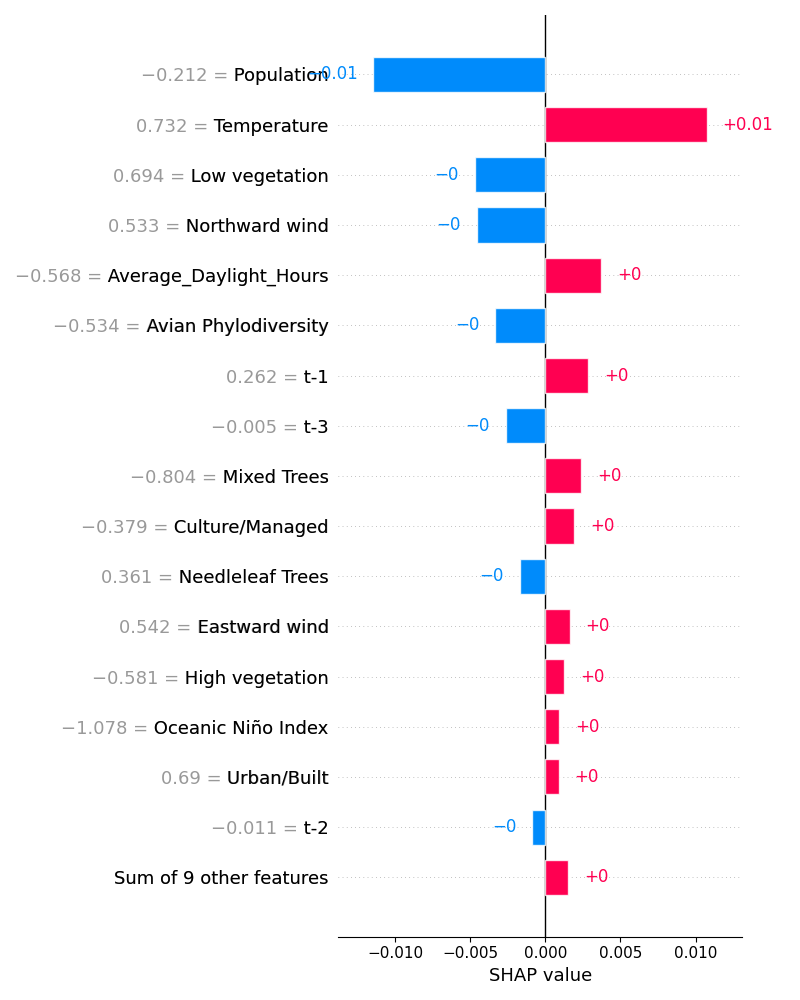 −0.212 = Population −0.01
0.732 = Temperature +0.01
0.694 = Low vegetation −0
0.533 = Northward wind −0
−0.568 = Average_Daylight_Hours +0
−0.534 = Avian Phylodiversity −0
0.262 = t-1 +0
−0.005 = t-3 −0
−0.804 = Mixed Trees +0
−0.379 = Culture/Managed +0
0.361 = Needleleaf Trees −0
0.542 = Eastward wind +0
−0.581 = High vegetation +0
−1.078 = Oceanic Niño Index +0
0.69 = Urban/Built +0
−0.011 = t-2 −0
Sum of 9 other features +0
−0.010 −0.005 0.000 0.005 0.010
SHAP value